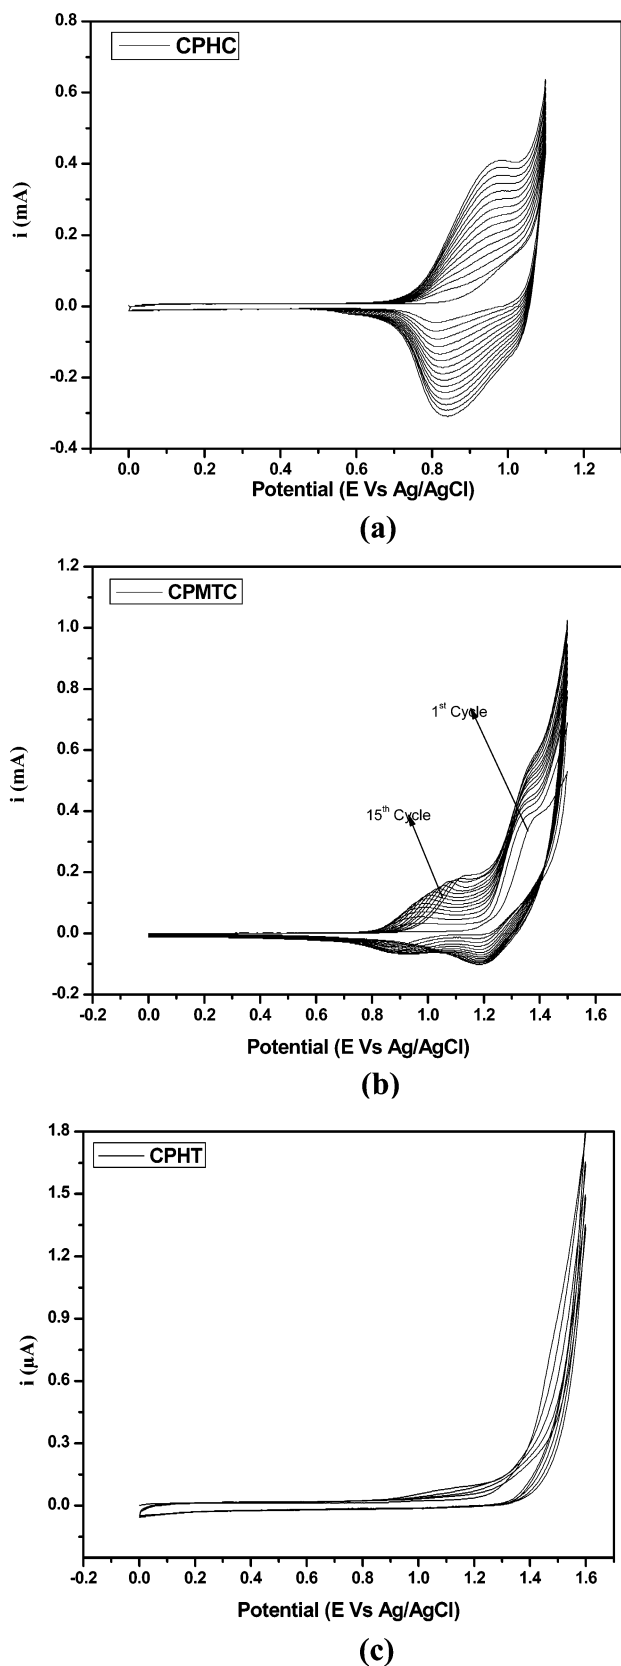 CPHC
0.8
0.6
0.4
0.2
0.0
-0.2
-0.4
i (mA)
0.0 0.2 0.4 0.6 0.8 1.0 1.2
Potential (E Vs Ag/AgCl)
(a)
CPMTC
1.2
1.0
0.8
0.6
0.4
0.2
0.0
-0.2
i (mA)
1st Cycle
15th Cycle
-0.2 0.0 0.2 0.4 0.6 0.8 1.0 1.2 1.4 1.6
Potential (E Vs Ag/AgCl)
(b)
CPHT
1.8
1.5
1.2
0.9
0.6
0.3
0.0
i (μA)
-0.2 0.0 0.2 0.4 0.6 0.8 1.0 1.2 1.4 1.6
Potential (E Vs Ag/AgCl)
(c)